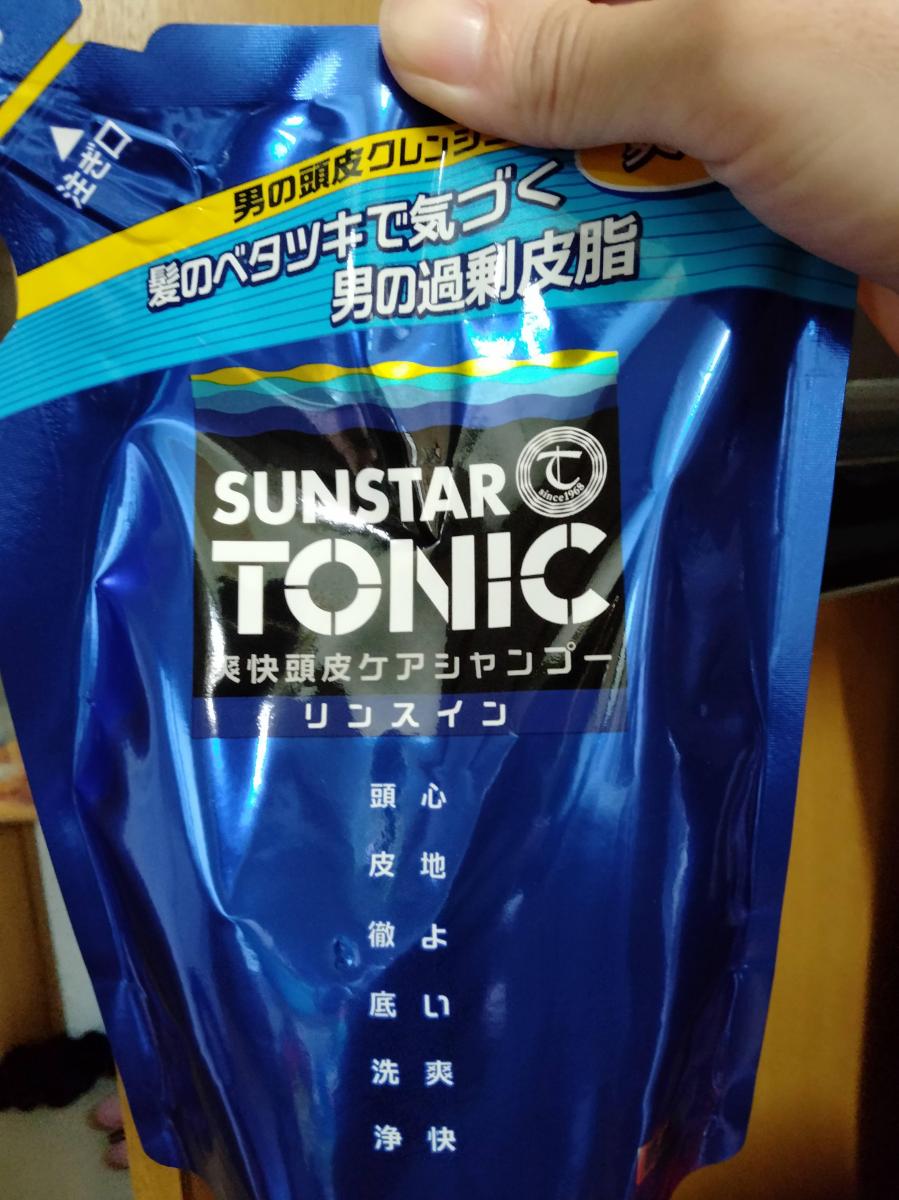 注ぎ口
男の頭皮クレンジ
髪のベタツキで気づく
男の過剰皮脂
SUNSTAR
since1968
TONIC
爽快頭皮ケアシャンプー
リンスイン
心地よい爽快
頭皮徹底洗浄